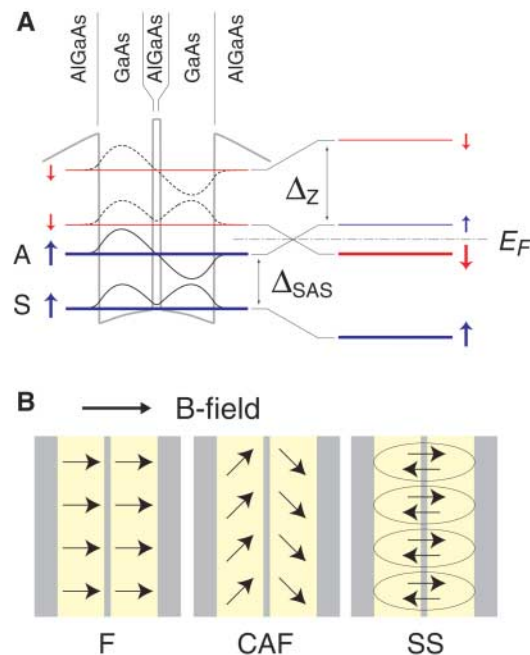 A
AlGaAs
GaAs
AlGaAs
GaAs
AlGaAs
Δ_Z
E_F
A
Δ_SAS
S
B
B-field
F CAF SS